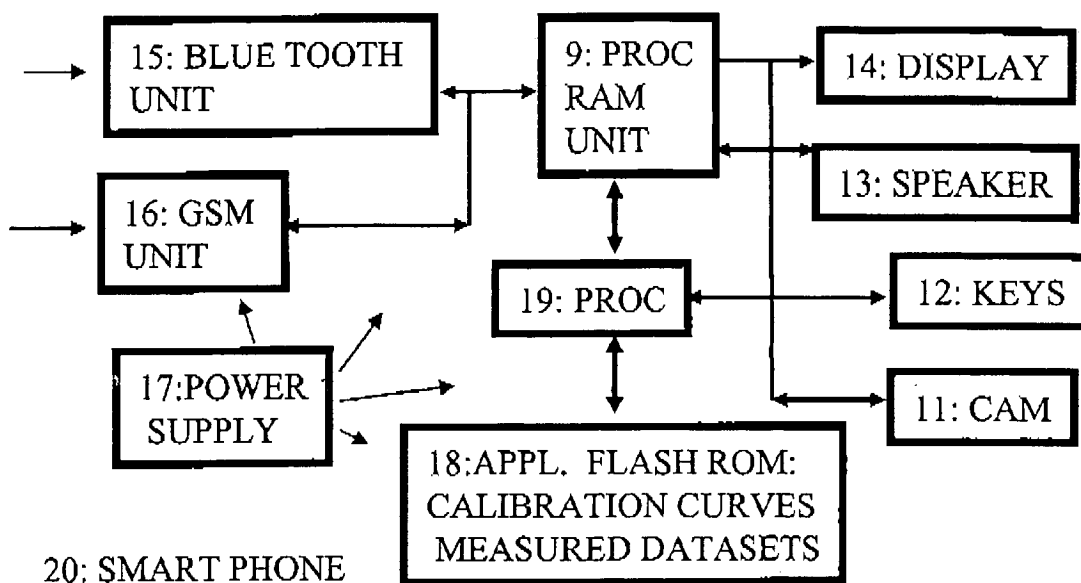 15: BLUE TOOTH
UNIT
9: PROC
RAM
UNIT
14: DISPLAY
13: SPEAKER
16: GSM
UNIT
19: PROC
12: KEYS
17:POWER
SUPPLY
11: CAM
18:APPL. FLASH ROM:
CALIBRATION CURVES
MEASURED DATASETS
20: SMART PHONE